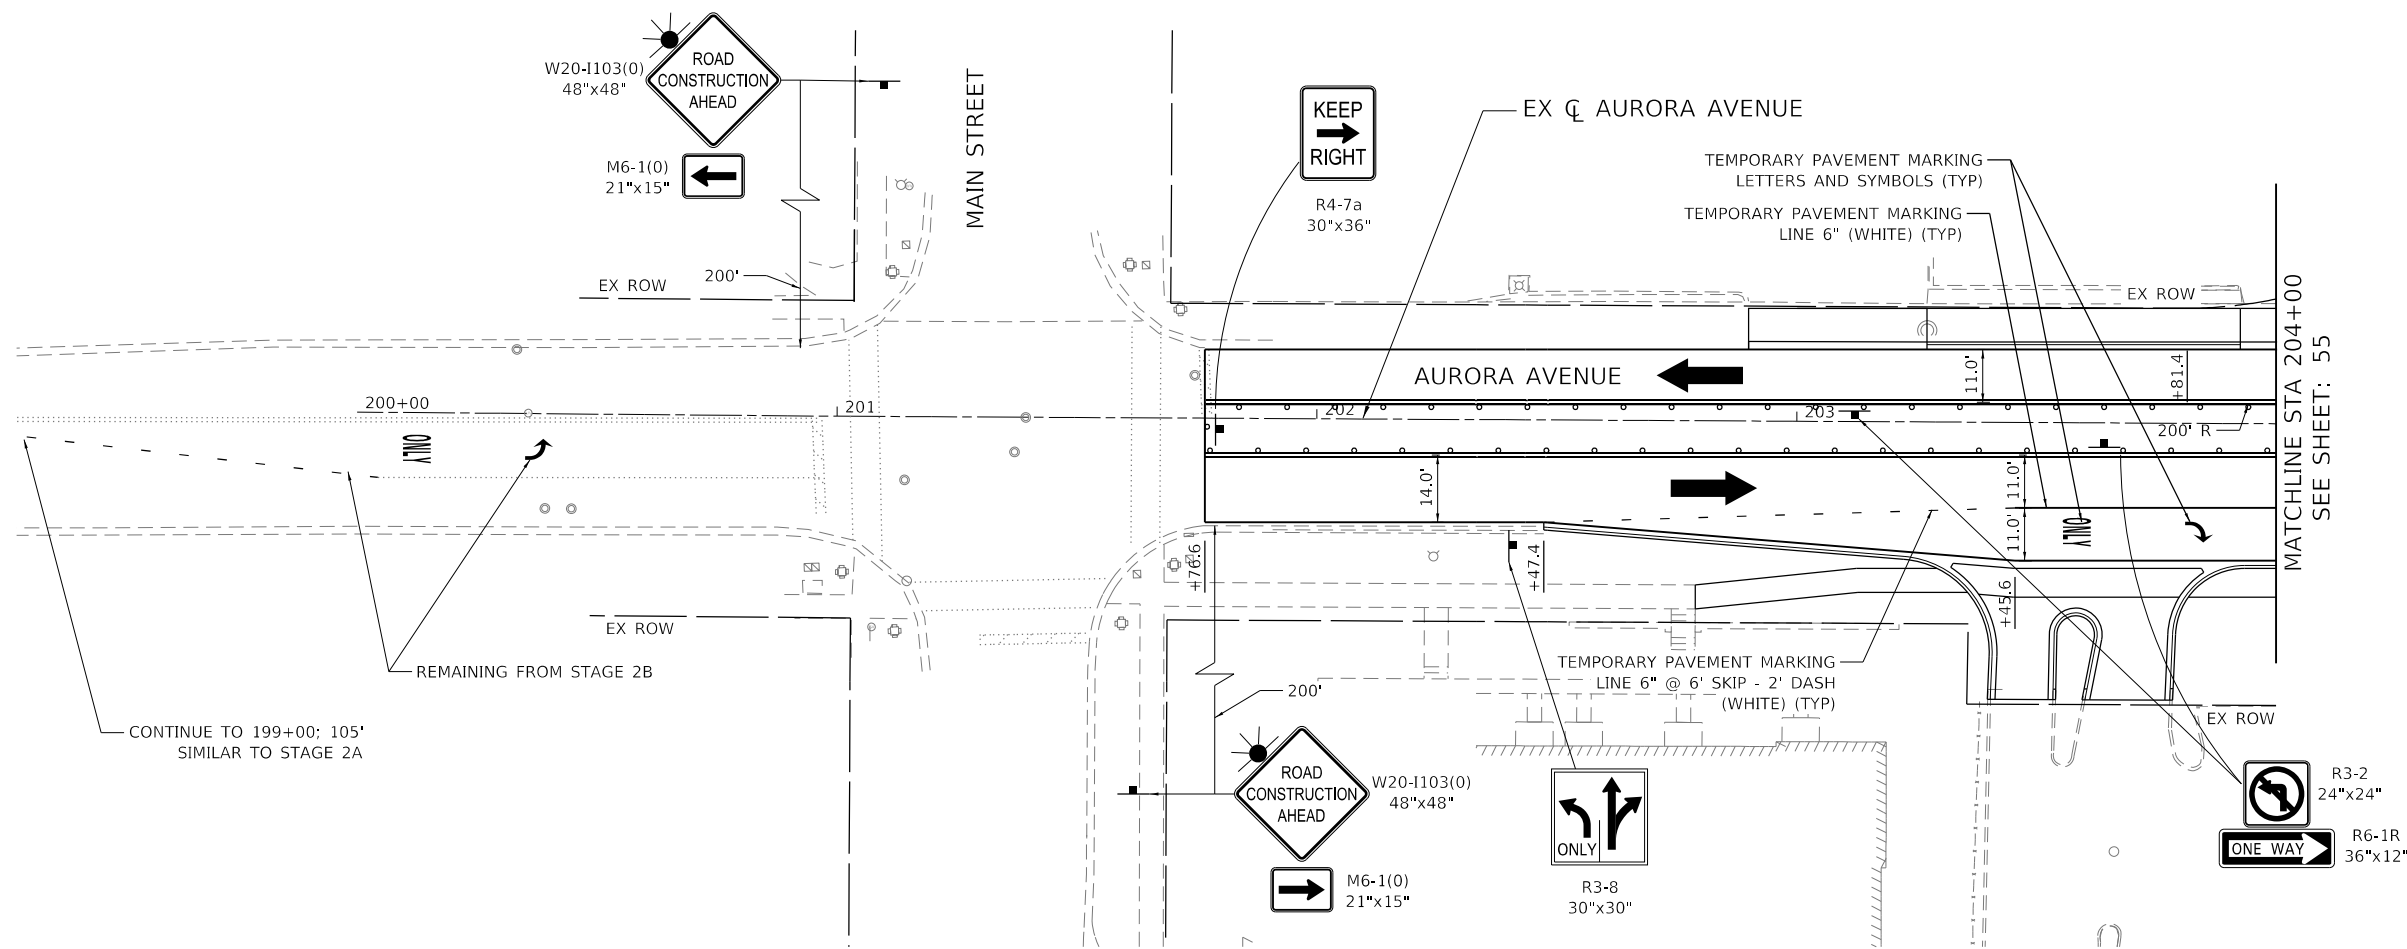 ROAD
CONSTRUCTION
AHEAD
W20-I103(0)
48"x48"
M6-1(0)
21"x15"
MAIN STREET
KEEP
RIGHT
R4-7a
30"x36"
EX ℄ AURORA AVENUE
TEMPORARY PAVEMENT MARKING
LETTERS AND SYMBOLS (TYP)
TEMPORARY PAVEMENT MARKING
LINE 6" (WHITE) (TYP)
EX ROW
200'
EX ROW
MATCHLINE STA 204+00
SEE SHEET: 55
AURORA AVENUE
11.0'
+81.4
200+00
201
202
203
200' R
ONLY
14.0'
11.0'
11.0'
ONLY
+76.6
+47.4
+45.6
EX ROW
REMAINING FROM STAGE 2B
200'
TEMPORARY PAVEMENT MARKING
LINE 6" @ 6' SKIP - 2' DASH
(WHITE) (TYP)
EX ROW
CONTINUE TO 199+00; 105'
SIMILAR TO STAGE 2A
ROAD
CONSTRUCTION
AHEAD
W20-I103(0)
48"x48"
M6-1(0)
21"x15"
ONLY
R3-8
30"x30"
R3-2
24"x24"
ONE WAY
R6-1R
36"x12"